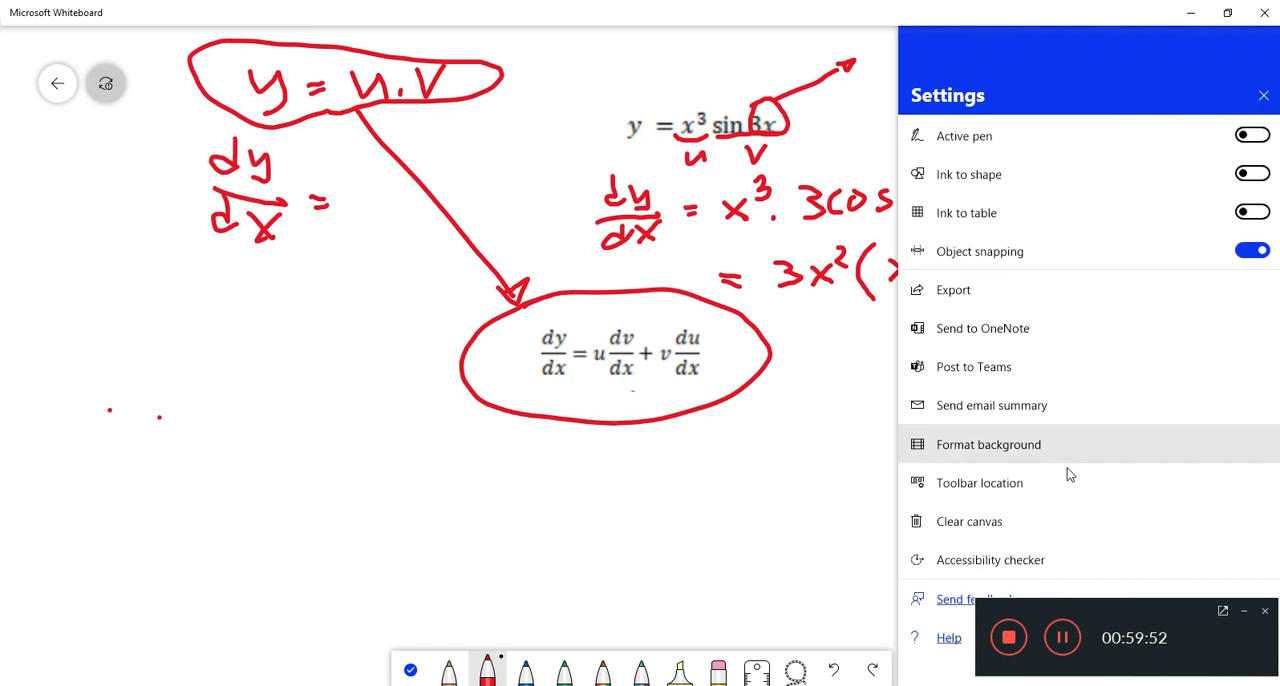 Microsoft Whiteboard
y = u.v
dy/dx =
y = x³ sin 3x
u v
dy/dx = x³. 3cos
= 3x²(
dy/dx = u dv/dx + v du/dx
Settings
Active pen
Ink to shape
Ink to table
Object snapping
Export
Send to OneNote
Post to Teams
Send email summary
Format background
Toolbar location
Clear canvas
Accessibility checker
Send
Help
00:59:52